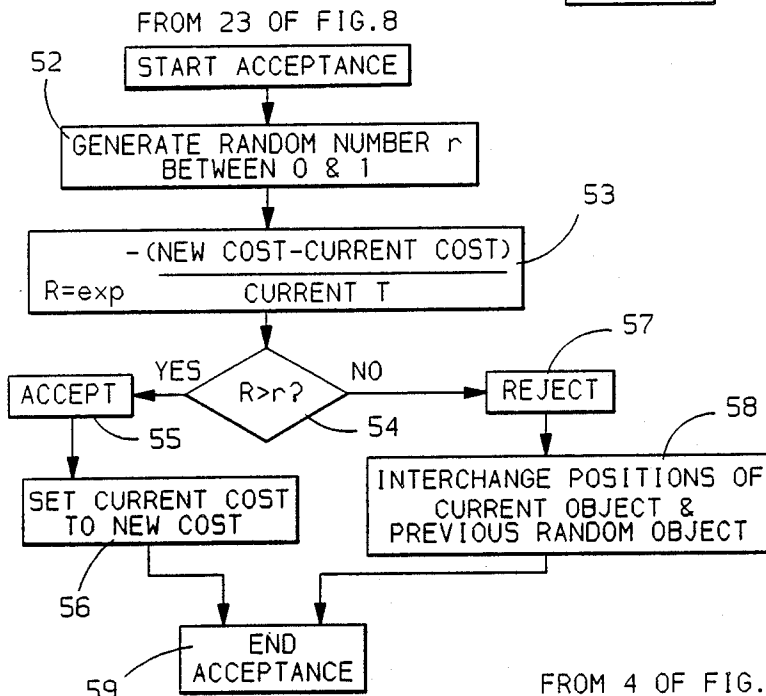 FROM 23 OF FIG.8
START ACCEPTANCE
52
GENERATE RANDOM NUMBER r
BETWEEN 0 & 1
53
-(NEW COST-CURRENT COST)
R=exp
CURRENT T
57
YES
R>r?
NO
ACCEPT
REJECT
55
54
58
SET CURRENT COST
TO NEW COST
INTERCHANGE POSITIONS OF
CURRENT OBJECT &
PREVIOUS RANDOM OBJECT
56
END
ACCEPTANCE
59
FROM 4 OF FIG.